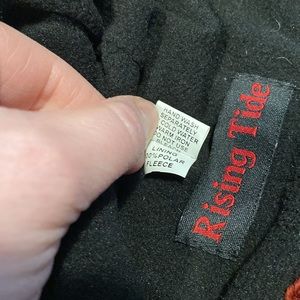 HAND WASH
SEPARATELY
COLD WATER
WARM IRON
DO NOT USE
BLEACH
LINING
100% POLAR
FLEECE
Rising Tide